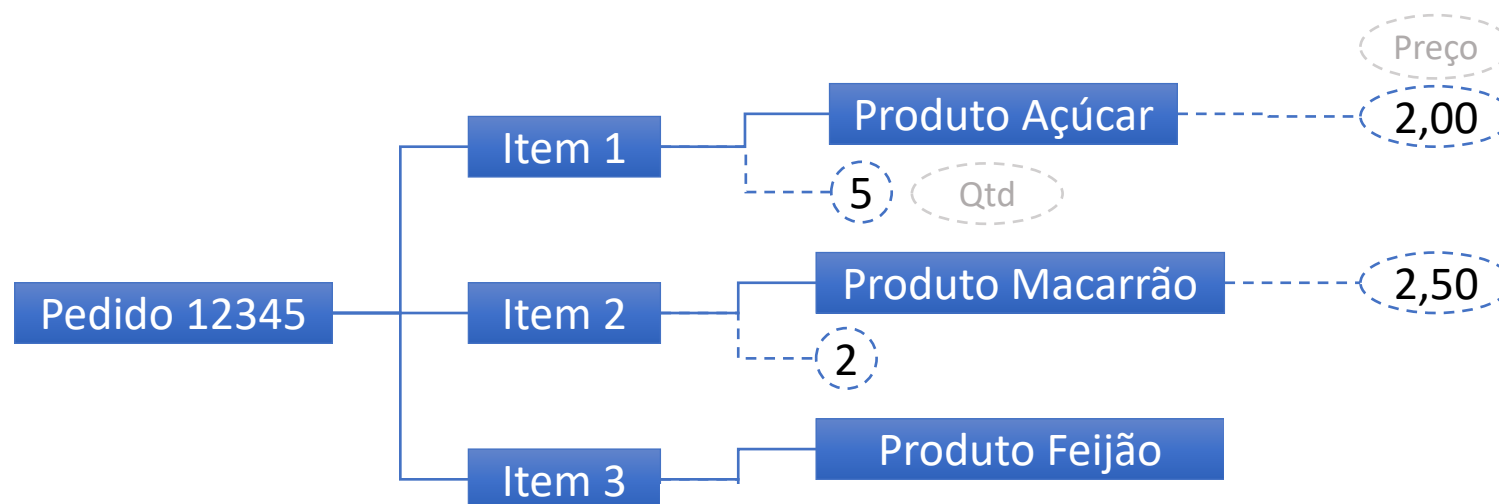 Preço
Produto Açúcar
2,00
Item 1
5
Qtd
Produto Macarrão
2,50
Pedido 12345
Item 2
2
Produto Feijão
Item 3